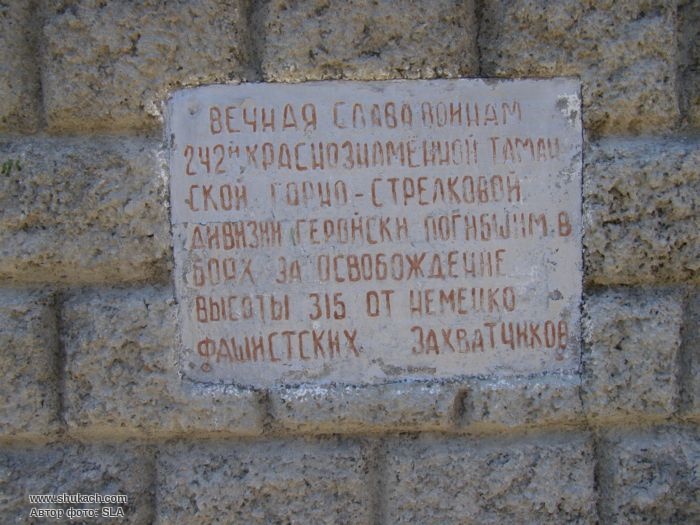 ВЕЧНАЯ СЛАВА ВОИНАМ
242Й КРАСНОЗНАМЕННОЙ ТАМАН
СКОЙ ГОРНО-СТРЕЛКОВОЙ
ДИВИЗИИ ГЕРОЙСКИ ПОГИБШИМ В
БОЯХ ЗА ОСВОБОЖДЕНИЕ
ВЫСОТЫ 315 ОТ НЕМЕЦКО
ФАШИСТСКИХ ЗАХВАТЧИКОВ
www.shukach.com
Автор фото: SLA